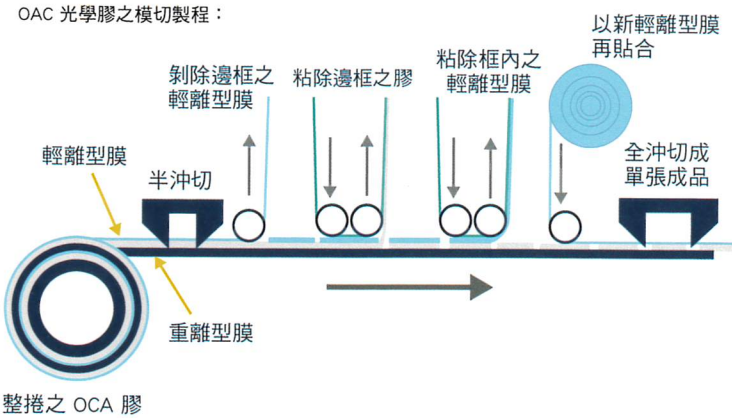 OAC 光學膠之模切製程：
以新輕離型膜
再貼合
剝除邊框之
輕離型膜
粘除邊框之膠
粘除框內之
輕離型膜
輕離型膜
半沖切
全沖切成
單張成品
重離型膜
整捲之 OCA 膠